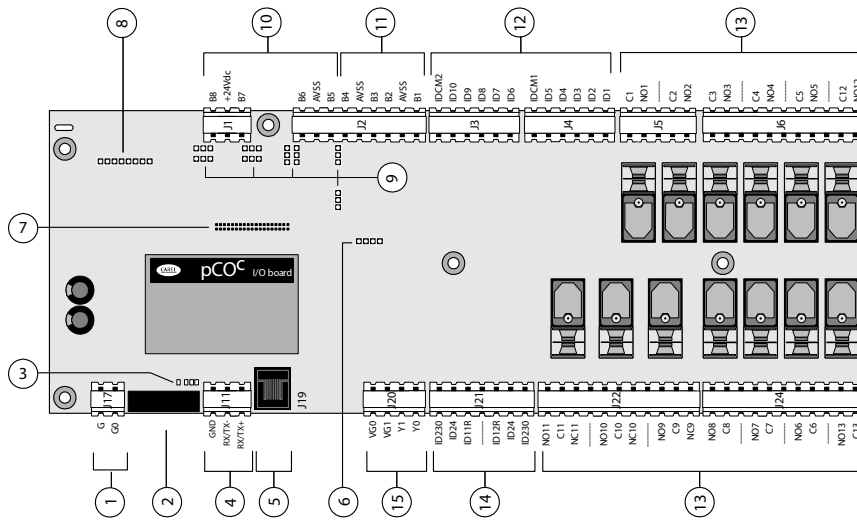 8
10
11
12
13
B8
+24Vdc
B7
B6
AVSS
B5
B4
AVSS
B3
B2
AVSS
B1
IDCM2
ID10
ID9
ID8
ID7
ID6
IDCM1
ID5
ID4
ID3
ID2
ID1
C1
NO1
C2
NO2
C3
NO3
C4
NO4
C5
NO5
C12
J1
J2
J3
J4
J5
J6
9
7
6
CAREL
pCOC I/O board
3
J17
J11
J19
J20
J21
J22
J24
G
G0
GND
RX/TX-
RX/TX+
VG0
VG1
Y1
Y0
ID230
ID24
ID11R
ID12R
ID24
ID230
NO11
C11
NC11
NO10
C10
NC10
NO9
C9
NC9
NO8
C8
NO7
C7
NO6
C6
NO13
1
2
4
5
15
14
13